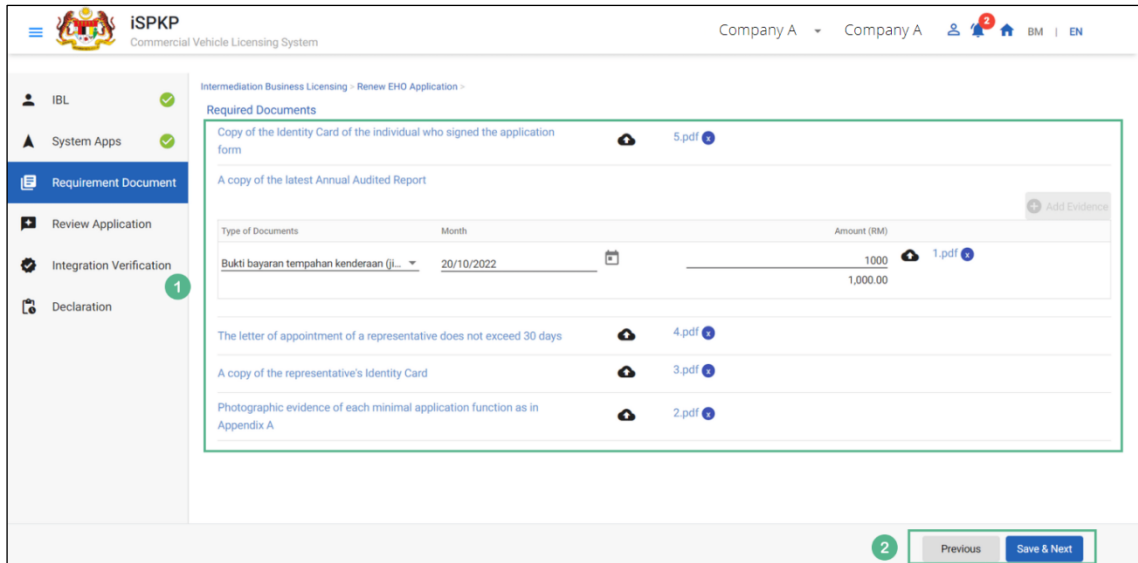 iSPKP
Commercial Vehicle Licensing System
Company A
Company A
2
BM | EN
IBL
System Apps
Requirement Document
Review Application
Integration Verification
1
Declaration
Intermediation Business Licensing > Renew EHO Application >
Required Documents
Copy of the Identity Card of the individual who signed the application
form
5.pdf x
A copy of the latest Annual Audited Report
Add Evidence
Type of Documents Month Amount (RM)
Bukti bayaran tempahan kenderaan (ji... 20/10/2022 1000 1.pdf x
1,000.00
The letter of appointment of a representative does not exceed 30 days 4.pdf x
A copy of the representative's Identity Card 3.pdf x
Photographic evidence of each minimal application function as in
Appendix A
2.pdf x
2
Previous Save & Next